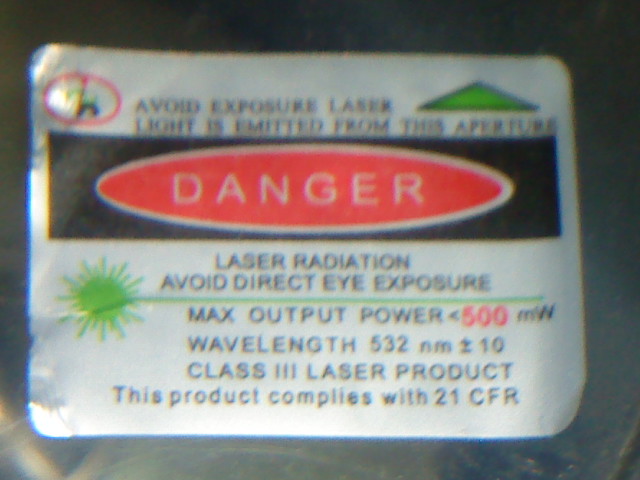 AVOID EXPOSURE LASER
LIGHT IS EMITTED FROM THIS APERTURE
DANGER
LASER RADIATION
AVOID DIRECT EYE EXPOSURE
MAX OUTPUT POWER <500 mW
WAVELENGTH 532 nm ± 10
CLASS III LASER PRODUCT
This product complies with 21 CFR